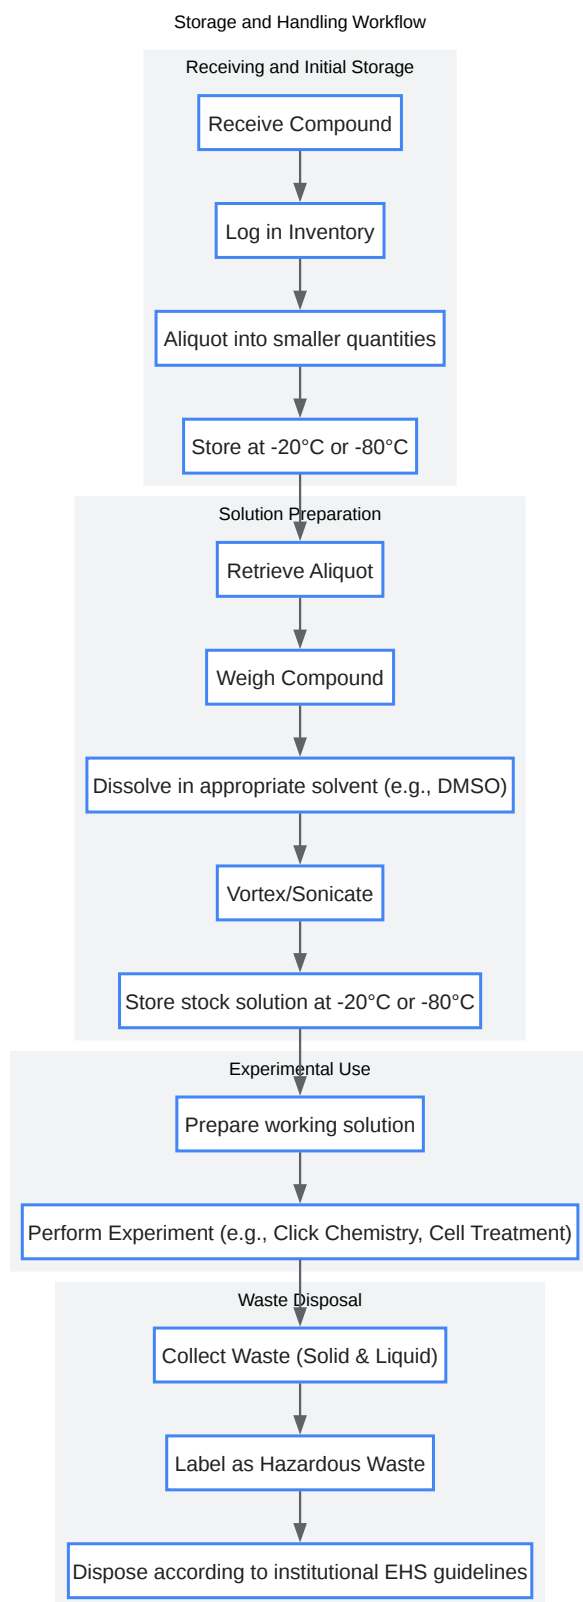 Storage and Handling Workflow
Receiving and Initial Storage
Receive Compound
Log in Inventory
Aliquot into smaller quantities
Store at -20°C or -80°C
Solution Preparation
Retrieve Aliquot
Weigh Compound
Dissolve in appropriate solvent (e.g., DMSO)
Vortex/Sonicate
Store stock solution at -20°C or -80°C
Experimental Use
Prepare working solution
Perform Experiment (e.g., Click Chemistry, Cell Treatment)
Waste Disposal
Collect Waste (Solid & Liquid)
Label as Hazardous Waste
Dispose according to institutional EHS guidelines